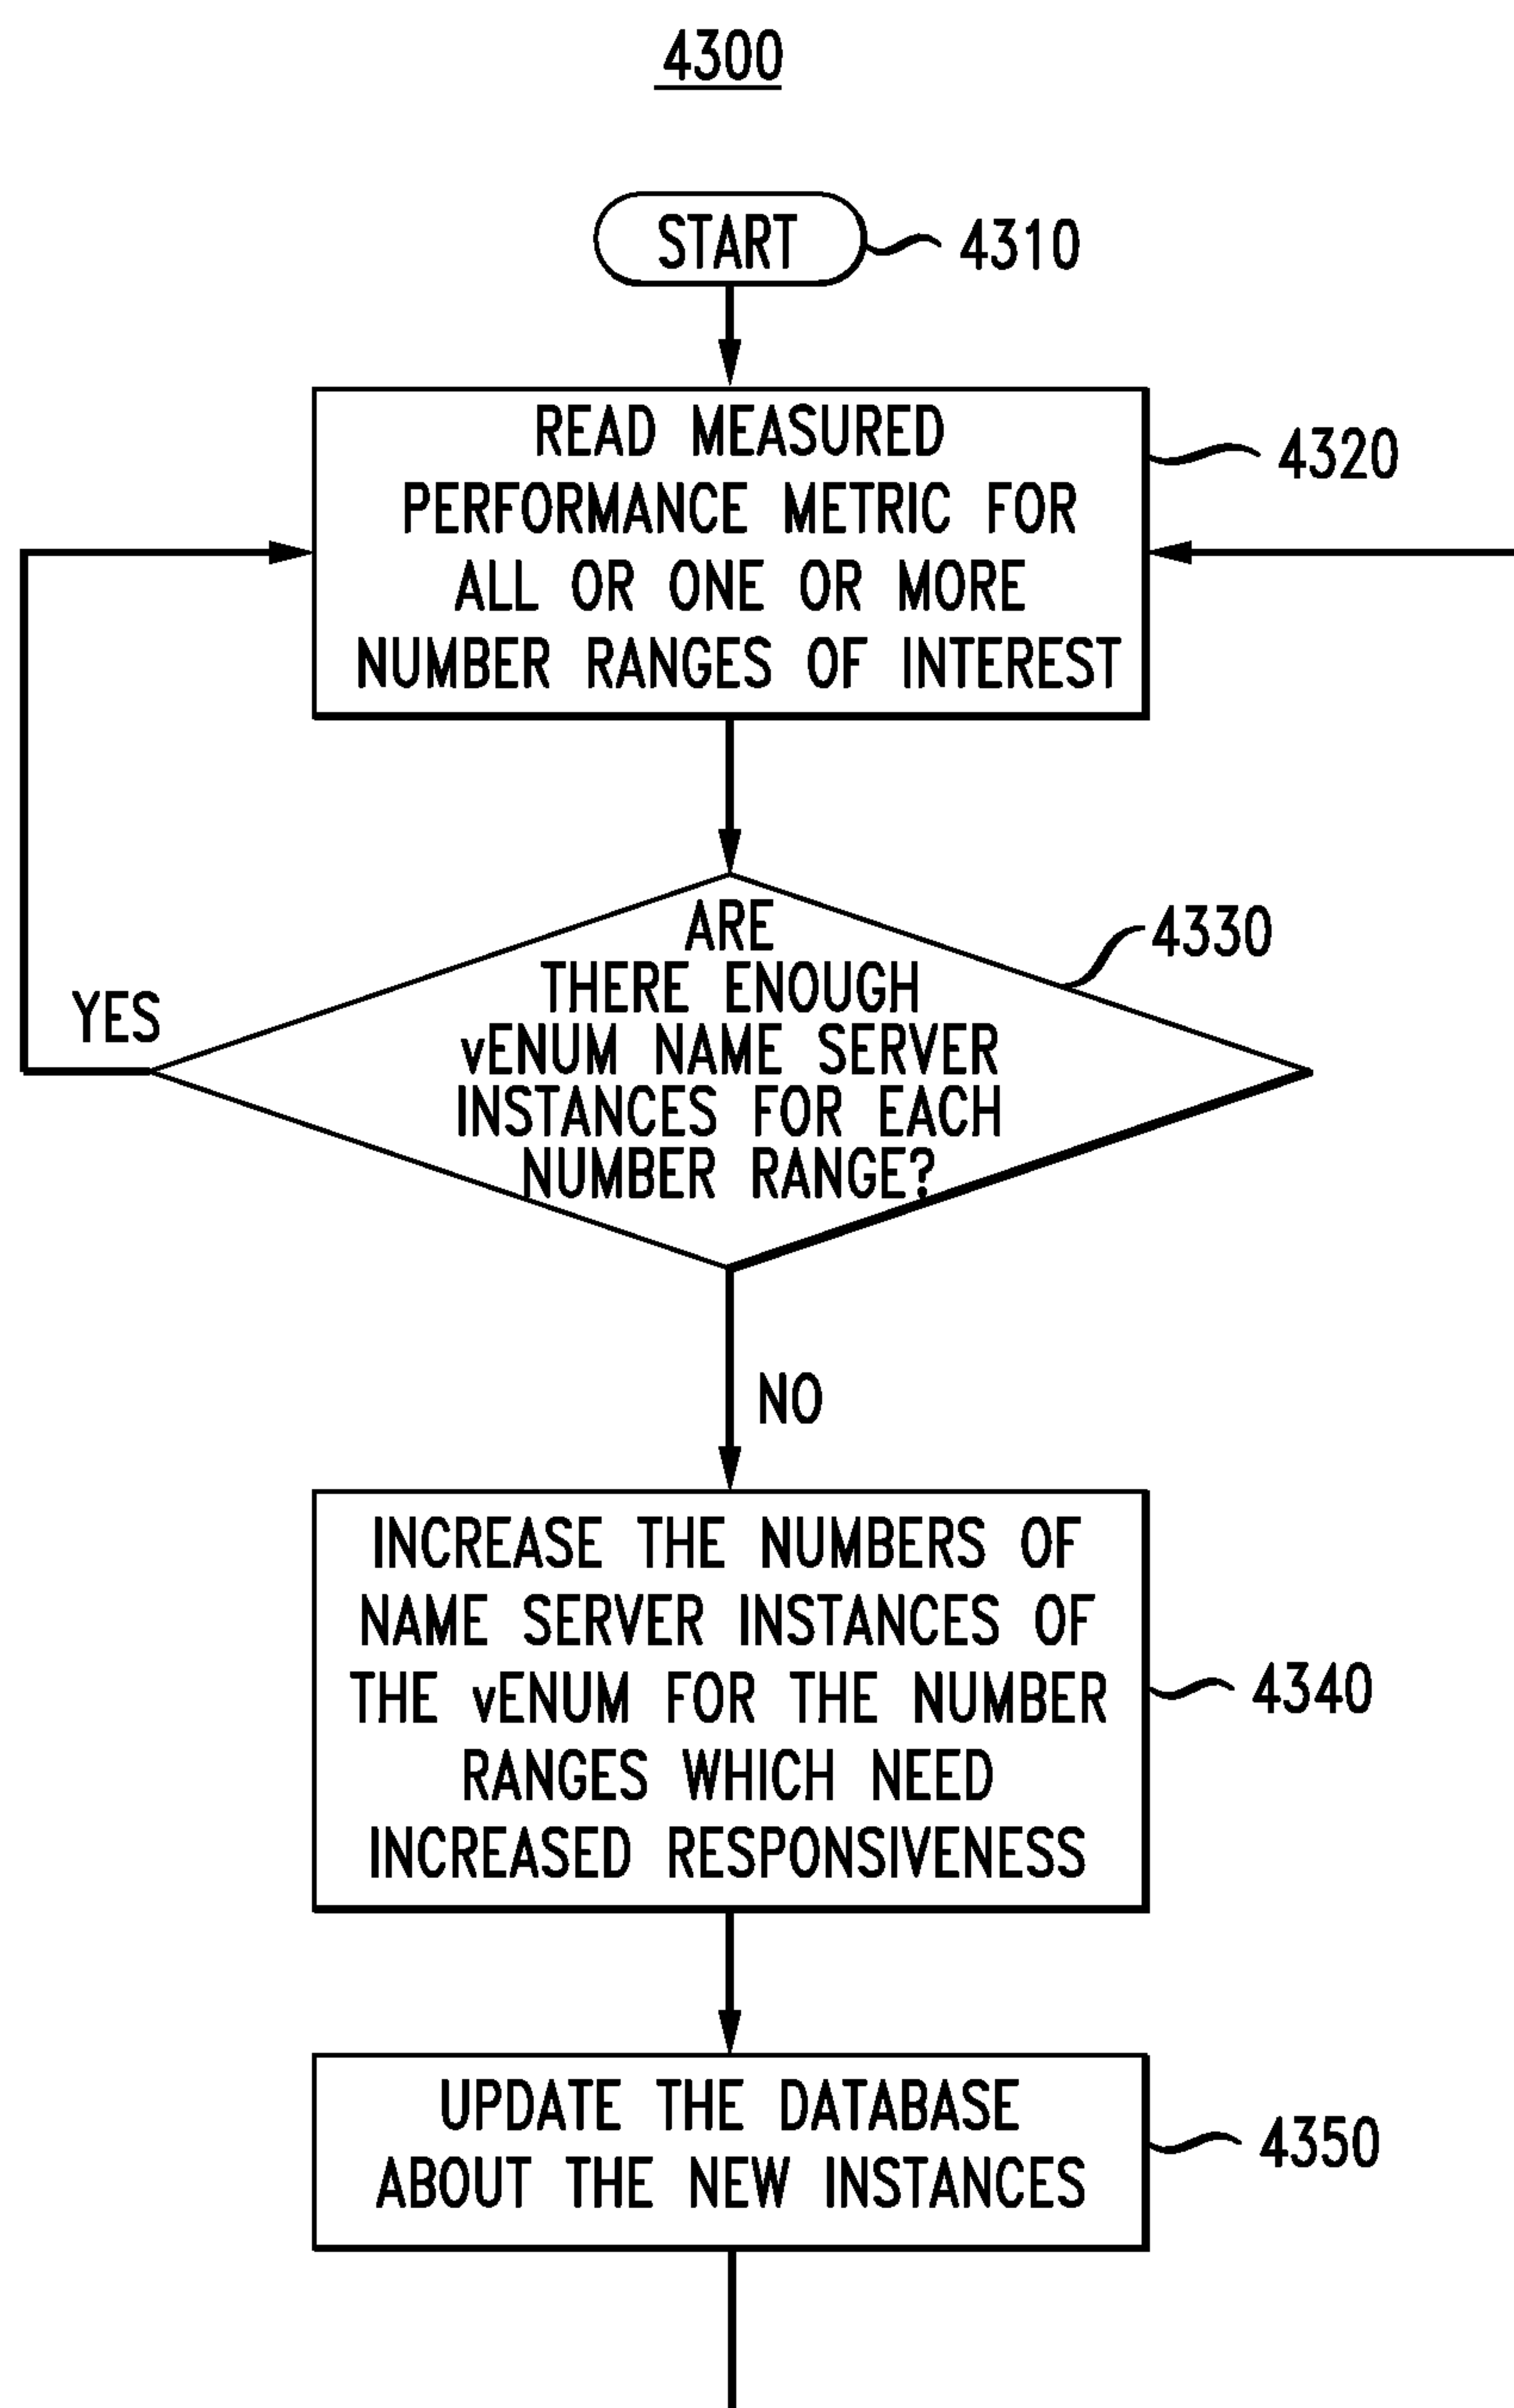 4300
START
4310
READ MEASURED
PERFORMANCE METRIC FOR
ALL OR ONE OR MORE
NUMBER RANGES OF INTEREST
4320
ARE
THERE ENOUGH
vENUM NAME SERVER
INSTANCES FOR EACH
NUMBER RANGE?
4330
YES
NO
INCREASE THE NUMBERS OF
NAME SERVER INSTANCES OF
THE vENUM FOR THE NUMBER
RANGES WHICH NEED
INCREASED RESPONSIVENESS
4340
UPDATE THE DATABASE
ABOUT THE NEW INSTANCES
4350